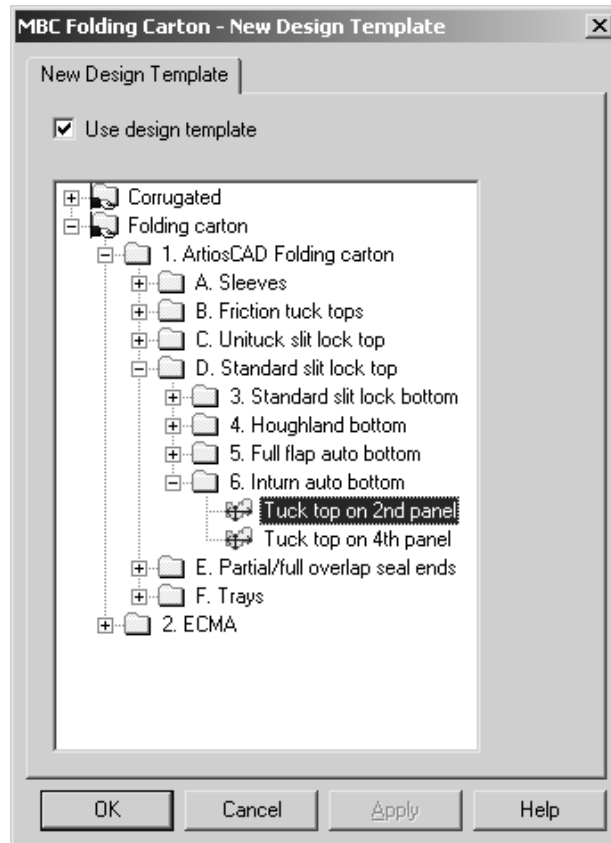 MBC Folding Carton - New Design Template
New Design Template
Use design template
Corrugated
Folding carton
1. ArtiosCAD Folding carton
A. Sleeves
B. Friction tuck tops
C. Unituck slit lock top
D. Standard slit lock top
3. Standard slit lock bottom
4. Houghland bottom
5. Full flap auto bottom
6. Inturn auto bottom
Tuck top on 2nd panel
Tuck top on 4th panel
E. Partial/full overlap seal ends
F. Trays
2. ECMA
OK Cancel Apply Help